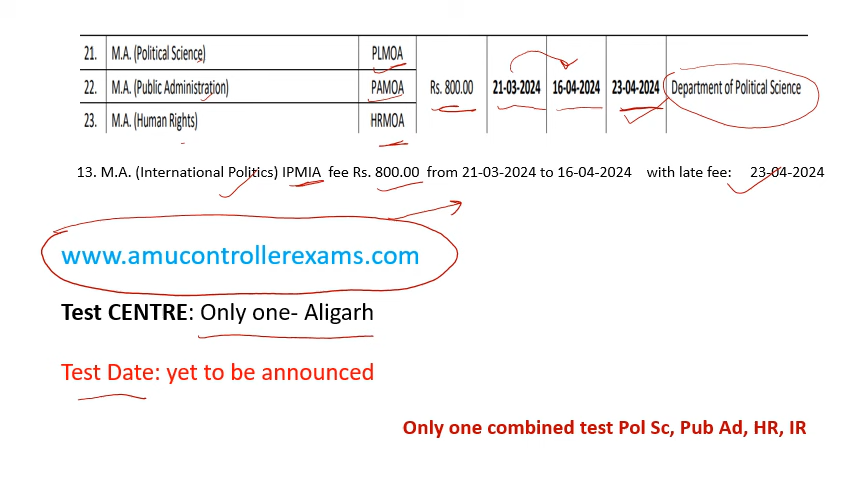 21. M.A. (Political Science) PLMOA
22. M.A. (Public Administration) PAMOA Rs. 800.00 21-03-2024 16-04-2024 23-04-2024 Department of Political Science
23. M.A. (Human Rights) HRMOA
13. M.A. (International Politics) IPMIA fee Rs. 800.00 from 21-03-2024 to 16-04-2024 with late fee: 23-04-2024
www.amucontrollerexams.com
Test CENTRE: Only one- Aligarh
Test Date: yet to be announced
Only one combined test Pol Sc, Pub Ad, HR, IR